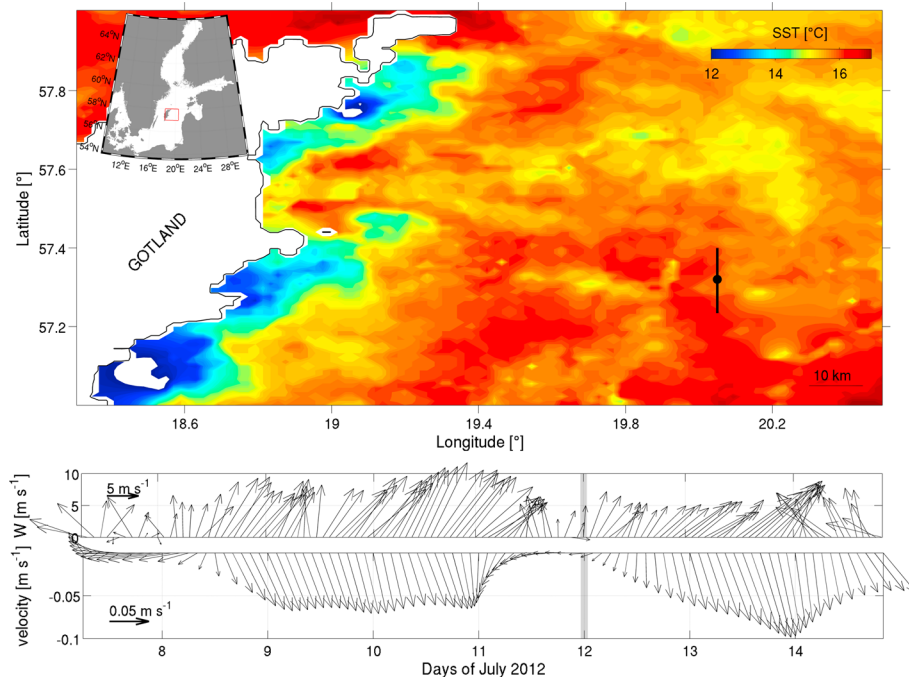 SST [°C]
12 14 16
64°N
62°N
60°N
58°N
56°N
54°N
12°E 16°E 20°E 24°E 28°E
57.8
57.6
57.4
57.2
Latitude [°]
GOTLAND
10 km
18.6 19 19.4 19.8 20.2
Longitude [°]
W [m s⁻¹]
10
5
0
5 m s⁻¹
velocity [m s⁻¹]
-0.05
-0.1
0.05 m s⁻¹
8 9 10 11 12 13 14
Days of July 2012